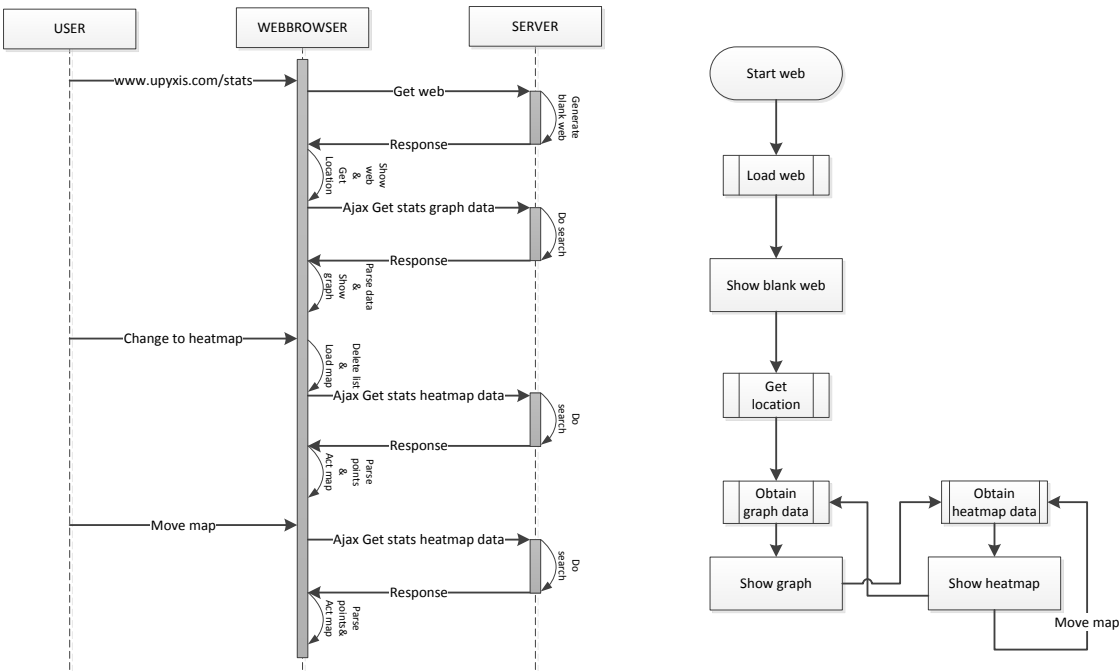 USER
WEBBROWSER
SERVER
www.upyxis.com/stats
Get web
Generate
blank web
Response
Show
web
&
Get
Location
Ajax Get stats graph data
Do search
Response
Parse data
&
Show
graph
Change to heatmap
Delete list
&
Load map
Ajax Get stats heatmap data
Do
search
Response
Parse
points
&
Act map
Move map
Ajax Get stats heatmap data
Do
search
Response
Parse
points&
Act map
Start web
Load web
Show blank web
Get
location
Obtain
graph data
Obtain
heatmap data
Show graph
Show heatmap
Move map